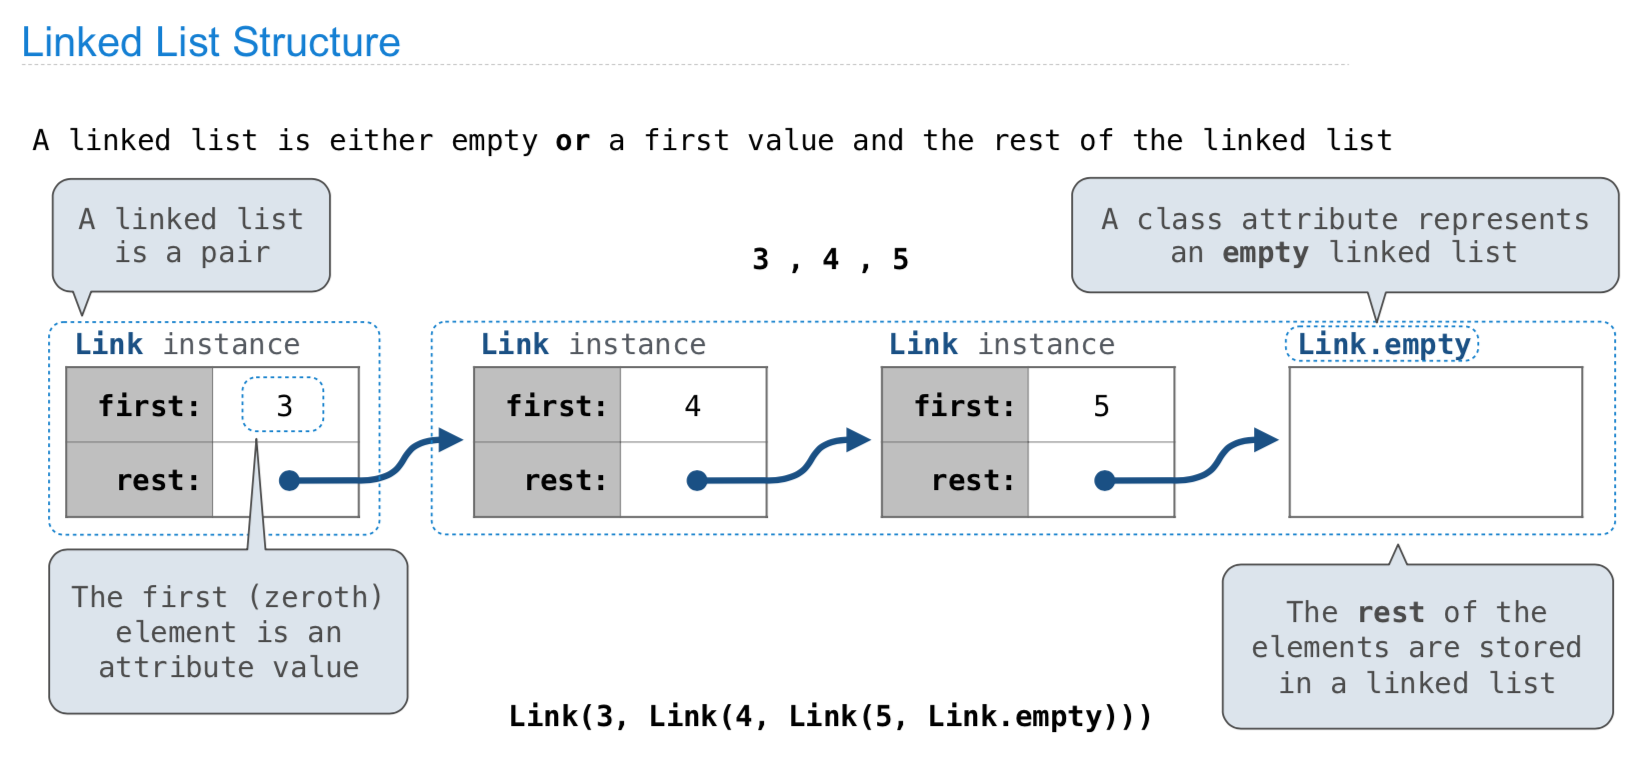 Linked List Structure
A linked list is either empty or a first value and the rest of the linked list
A linked list
is a pair
3 , 4 , 5
A class attribute represents
an empty linked list
Link instance
first: 3
rest:
Link instance
first: 4
rest:
Link instance
first: 5
rest:
Link.empty
The first (zeroth)
element is an
attribute value
The rest of the
elements are stored
in a linked list
Link(3, Link(4, Link(5, Link.empty)))